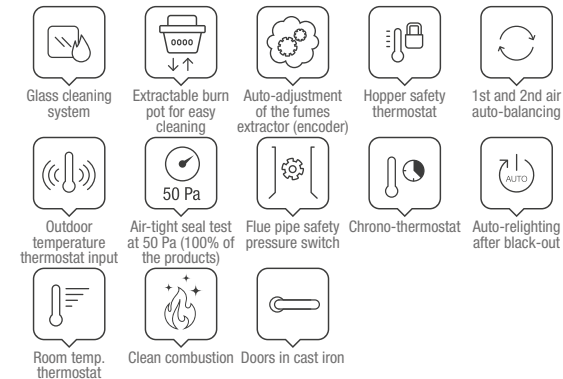 Glass cleaning
system
Extractable burn
pot for easy
cleaning
Auto-adjustment
of the fumes
extractor (encoder)
Hopper safety
thermostat
1st and 2nd air
auto-balancing
50 Pa
AUTO
Outdoor
temperature
thermostat input
Air-tight seal test
at 50 Pa (100% of
the products)
Flue pipe safety
pressure switch
Chrono-thermostat
Auto-relighting
after black-out
Room temp.
thermostat
Clean combustion
Doors in cast iron